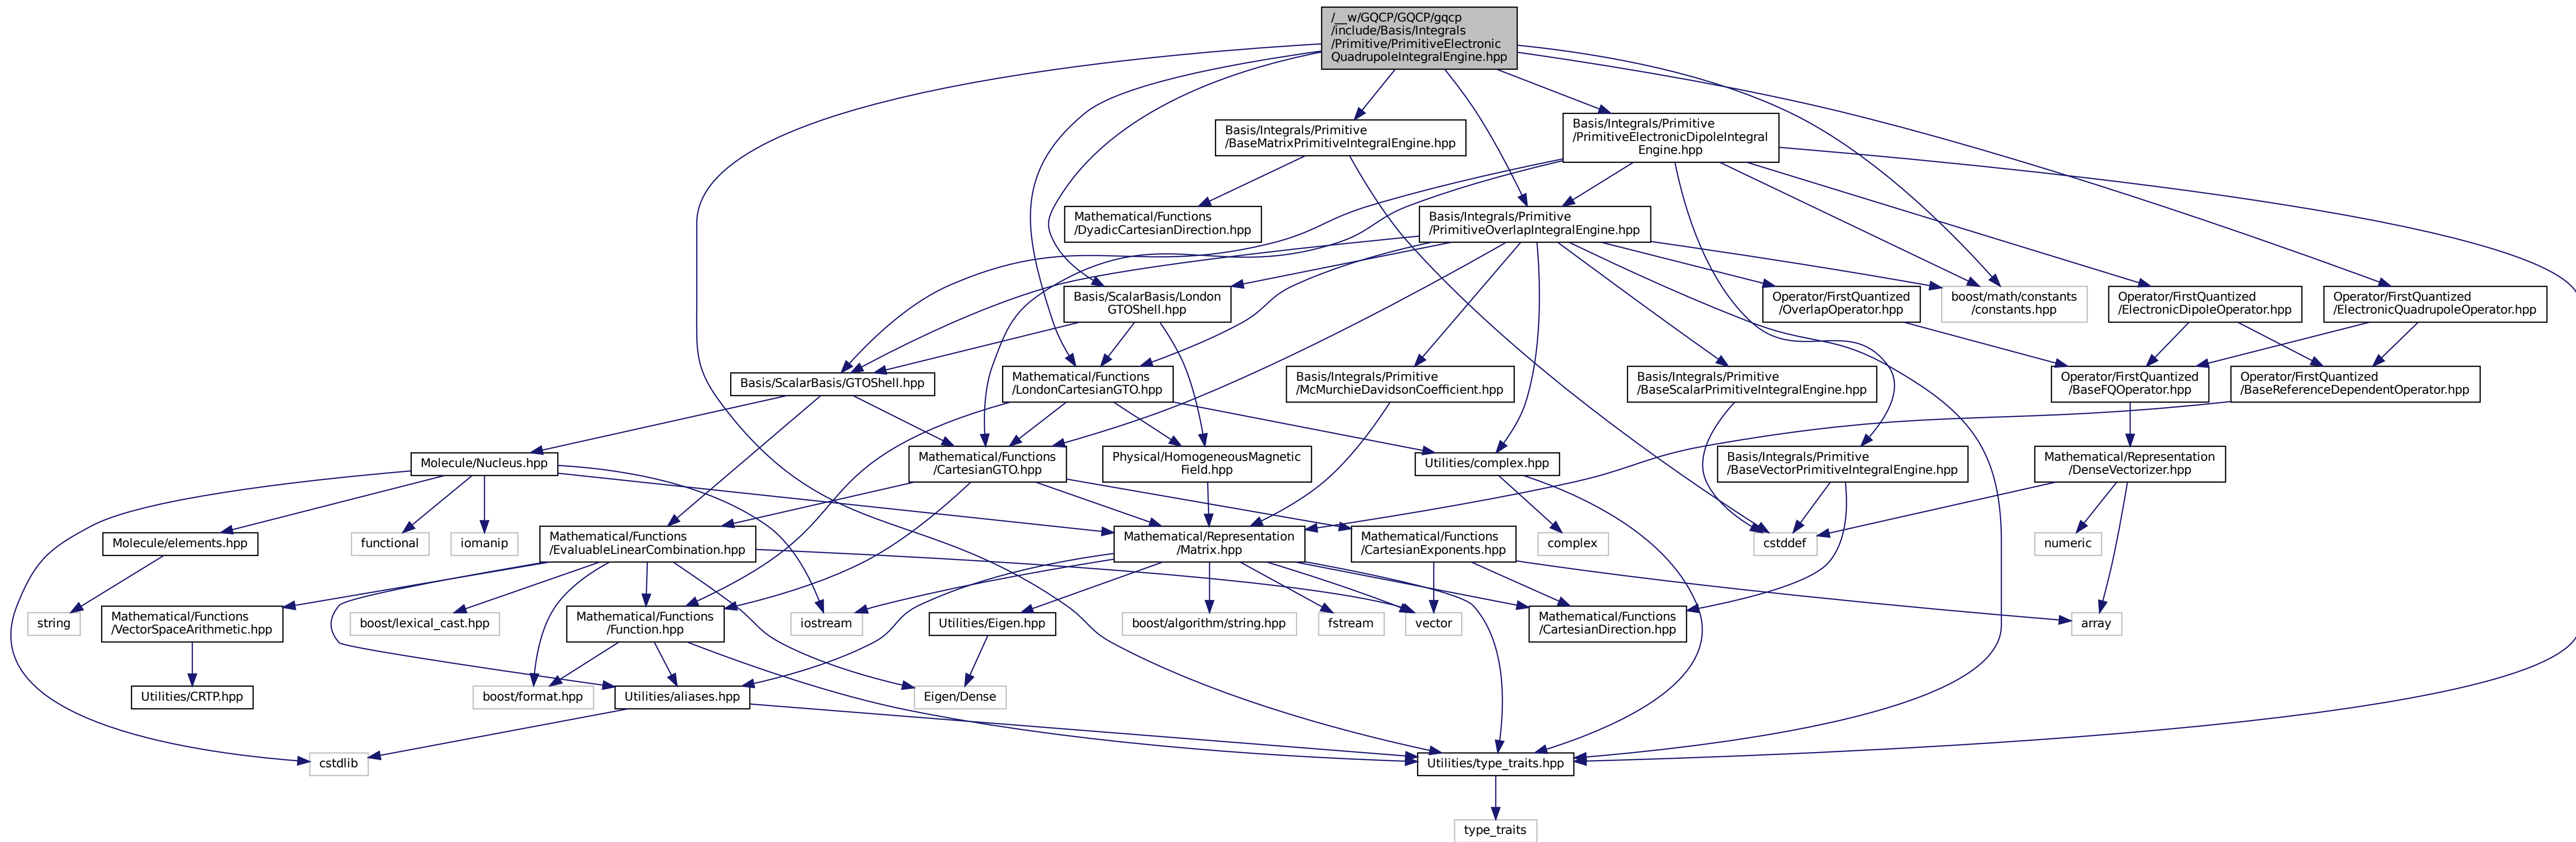 /__w/GQCP/GQCP/gqcp
/include/Basis/Integrals
/Primitive/PrimitiveElectronic
QuadrupoleIntegralEngine.hpp
Basis/Integrals/Primitive
/BaseMatrixPrimitiveIntegralEngine.hpp
Basis/Integrals/Primitive
/PrimitiveElectronicDipoleIntegral
Engine.hpp
Mathematical/Functions
/DyadicCartesianDirection.hpp
Basis/Integrals/Primitive
/PrimitiveOverlapIntegralEngine.hpp
Basis/ScalarBasis/London
GTOShell.hpp
Operator/FirstQuantized
/OverlapOperator.hpp
boost/math/constants
/constants.hpp
Operator/FirstQuantized
/ElectronicDipoleOperator.hpp
Operator/FirstQuantized
/ElectronicQuadrupoleOperator.hpp
Basis/ScalarBasis/GTOShell.hpp
Mathematical/Functions
/LondonCartesianGTO.hpp
Basis/Integrals/Primitive
/McMurchieDavidsonCoefficient.hpp
Basis/Integrals/Primitive
/BaseScalarPrimitiveIntegralEngine.hpp
Operator/FirstQuantized
/BaseFQOperator.hpp
Operator/FirstQuantized
/BaseReferenceDependentOperator.hpp
Molecule/Nucleus.hpp
Mathematical/Functions
/CartesianGTO.hpp
Physical/HomogeneousMagnetic
Field.hpp
Utilities/complex.hpp
Basis/Integrals/Primitive
/BaseVectorPrimitiveIntegralEngine.hpp
Mathematical/Representation
/DenseVectorizer.hpp
Molecule/elements.hpp
functional
iomanip
Mathematical/Functions
/EvaluableLinearCombination.hpp
Mathematical/Representation
/Matrix.hpp
Mathematical/Functions
/CartesianExponents.hpp
complex
cstddef
numeric
string
Mathematical/Functions
/VectorSpaceArithmetic.hpp
boost/lexical_cast.hpp
Mathematical/Functions
/Function.hpp
iostream
Utilities/Eigen.hpp
boost/algorithm/string.hpp
fstream
vector
Mathematical/Functions
/CartesianDirection.hpp
array
Utilities/CRTP.hpp
boost/format.hpp
Utilities/aliases.hpp
Eigen/Dense
cstdlib
Utilities/type_traits.hpp
type_traits